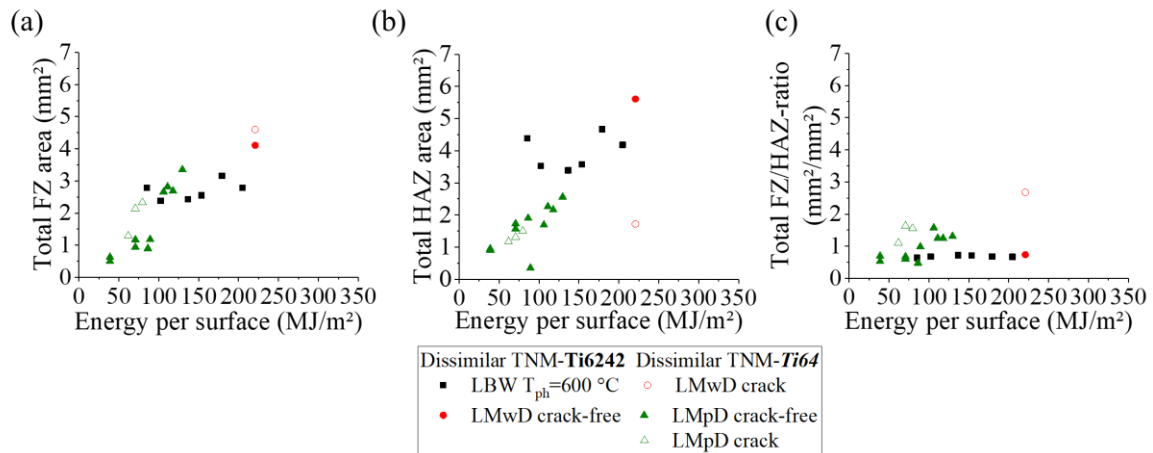 (a)
Total FZ area (mm²)
7
6
5
4
3
2
1
0
0 50 100 150 200 250 300 350
Energy per surface (MJ/m²)
(b)
Total HAZ area (mm²)
7
6
5
4
3
2
1
0
0 50 100 150 200 250 300 350
Energy per surface (MJ/m²)
(c)
Total FZ/HAZ-ratio
(mm²/mm²)
7
6
5
4
3
2
1
0
0 50 100 150 200 250 300 350
Energy per surface (MJ/m²)
Dissimilar TNM-Ti6242 Dissimilar TNM-Ti64
LBW Tph=600 °C LMwD crack
LMwD crack-free LMpD crack-free
LMpD crack